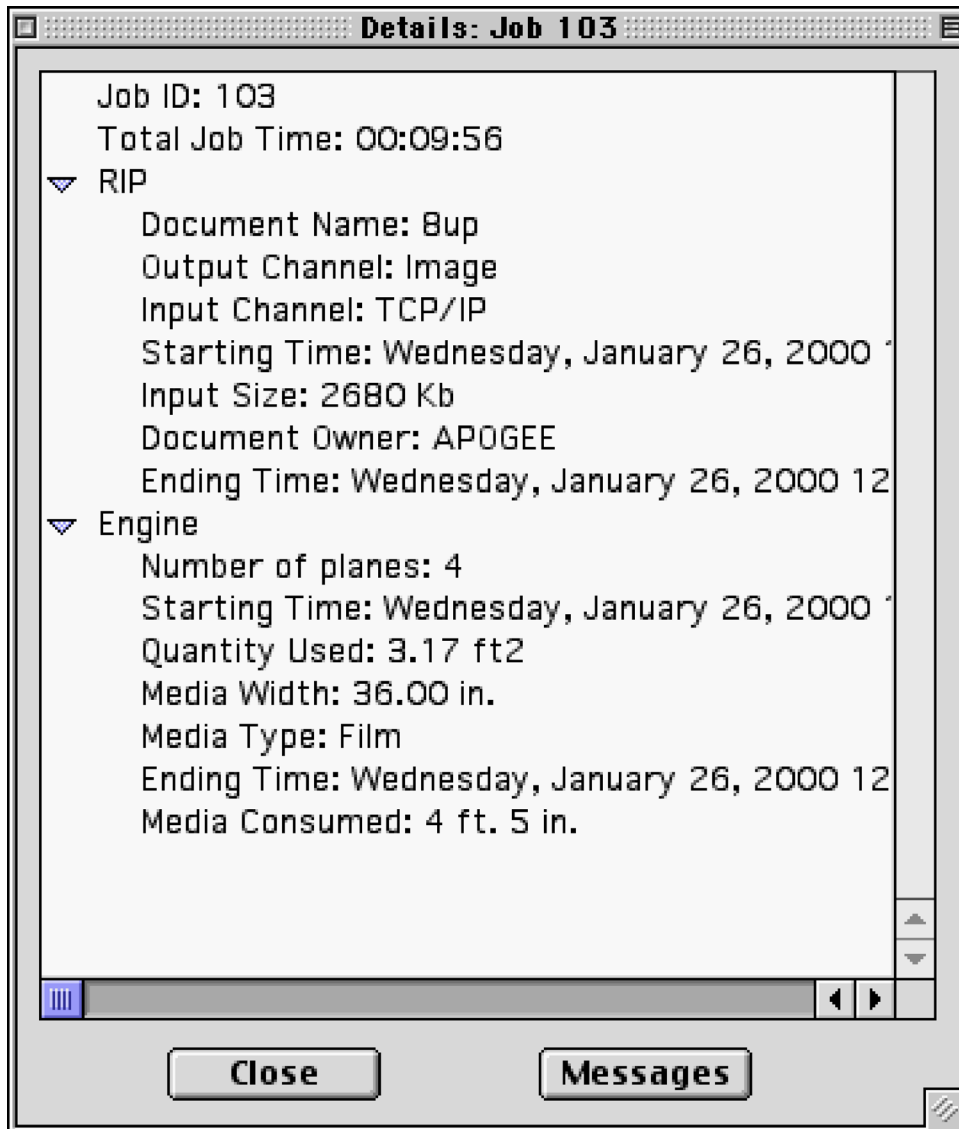 Details: Job 103
Job ID: 103
Total Job Time: 00:09:56
RIP
Document Name: 8up
Output Channel: Image
Input Channel: TCP/IP
Starting Time: Wednesday, January 26, 2000
Input Size: 2680 Kb
Document Owner: APOGEE
Ending Time: Wednesday, January 26, 2000 12
Engine
Number of planes: 4
Starting Time: Wednesday, January 26, 2000
Quantity Used: 3.17 ft2
Media Width: 36.00 in.
Media Type: Film
Ending Time: Wednesday, January 26, 2000 12
Media Consumed: 4 ft. 5 in.
Close Messages